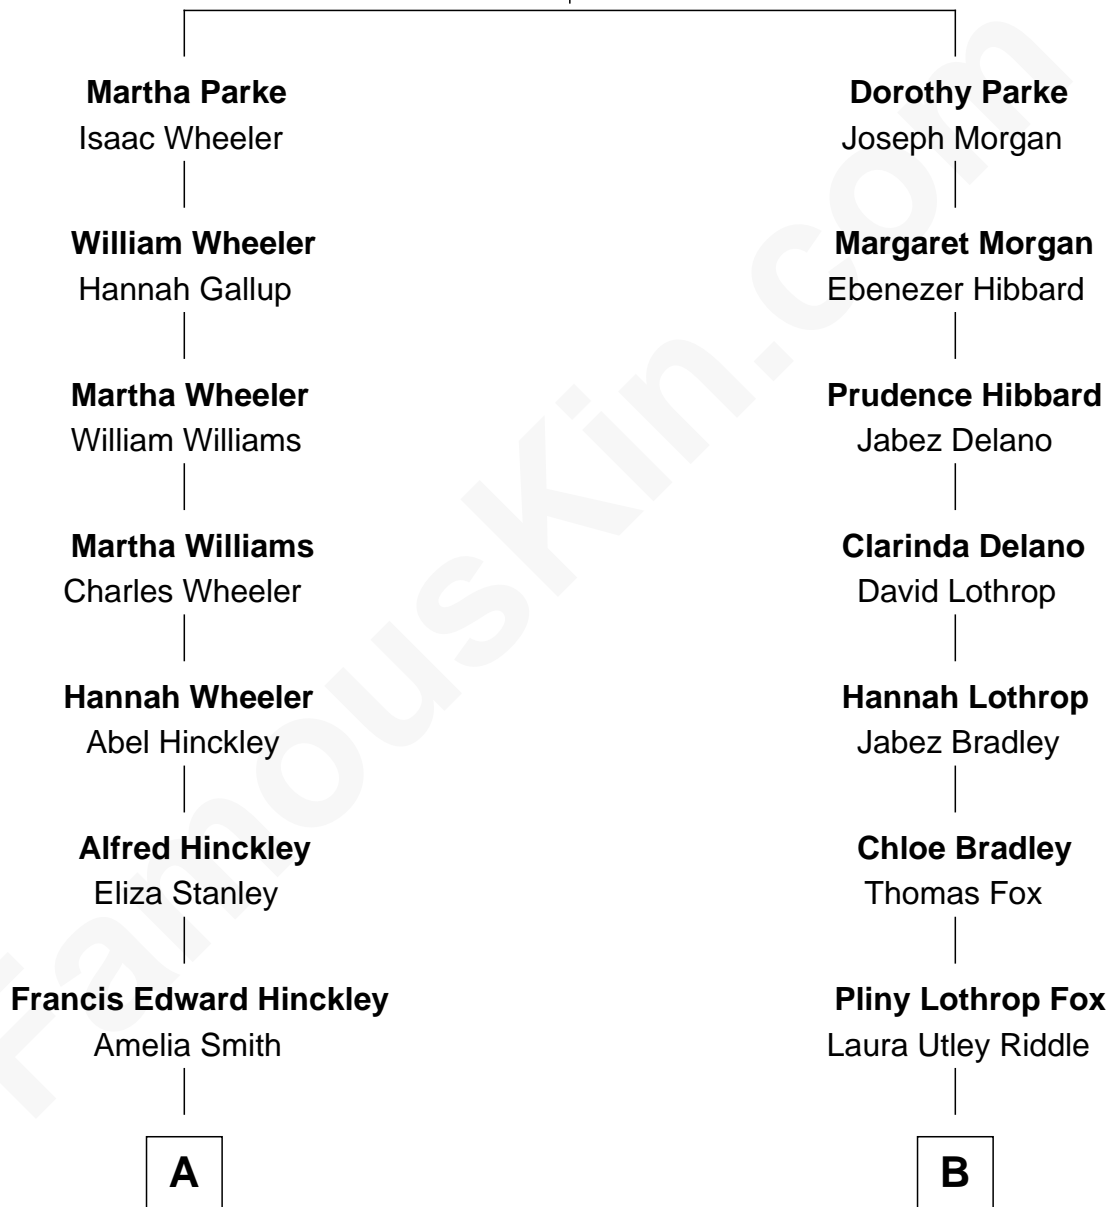 Martha Parke
Isaac Wheeler
William Wheeler
Hannah Gallup
Martha Wheeler
William Williams
Martha Williams
Charles Wheeler
Hannah Wheeler
Abel Hinckley
Alfred Hinckley
Eliza Stanley
Francis Edward Hinckley
Amelia Smith
A
Dorothy Parke
Joseph Morgan
Margaret Morgan
Ebenezer Hibbard
Prudence Hibbard
Jabez Delano
Clarinda Delano
David Lothrop
Hannah Lothrop
Jabez Bradley
Chloe Bradley
Thomas Fox
Pliny Lothrop Fox
Laura Utley Riddle
B
FamousKin.com